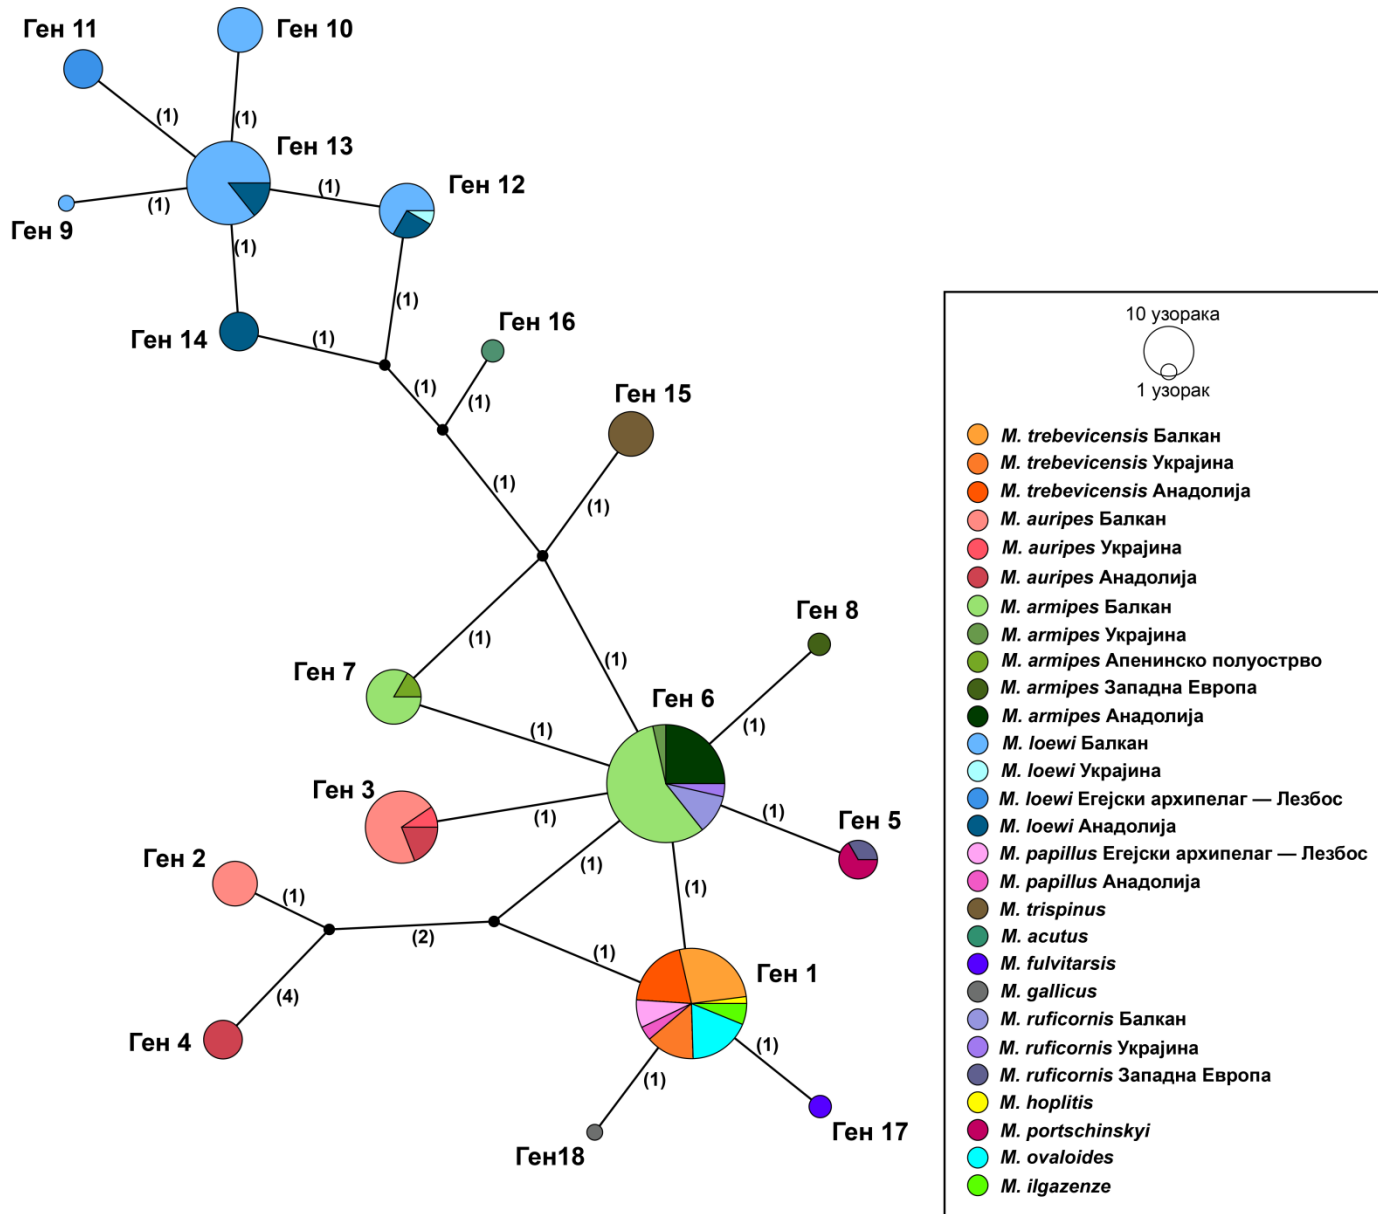 Ген 11
Ген 10
(1)
(1)
Ген 13
(1)
Ген 12
(1)
Ген 9
(1)
(1)
Ген 14
(1)
Ген 16
(1)
(1)
Ген 15
(1)
(1)
Ген 8
(1)
(1)
Ген 7
Ген 6
(1)
(1)
Ген 3
(1)
(1)
Ген 5
Ген 2
(1)
(1)
(1)
(2)
(1)
Ген 1
(4)
Ген 4
(1)
(1)
Ген 17
Ген18
10 узорака
1 узорак
M. trebevicensis Балкан
M. trebevicensis Украјина
M. trebevicensis Анадолија
M. auripes Балкан
M. auripes Украјина
M. auripes Анадолија
M. armipes Балкан
M. armipes Украјина
M. armipes Апенинско полуострво
M. armipes Западна Европа
M. armipes Анадолија
M. loewi Балкан
M. loewi Украјина
M. loewi Егејски архипелаг — Лезбос
M. loewi Анадолија
M. papillus Егејски архипелаг — Лезбос
M. papillus Анадолија
M. trispinus
M. acutus
M. fulvitarsis
M. gallicus
M. ruficornis Балкан
M. ruficornis Украјина
M. ruficornis Западна Европа
M. hoplitis
M. portschinskyi
M. ovaloides
M. ilgazenze